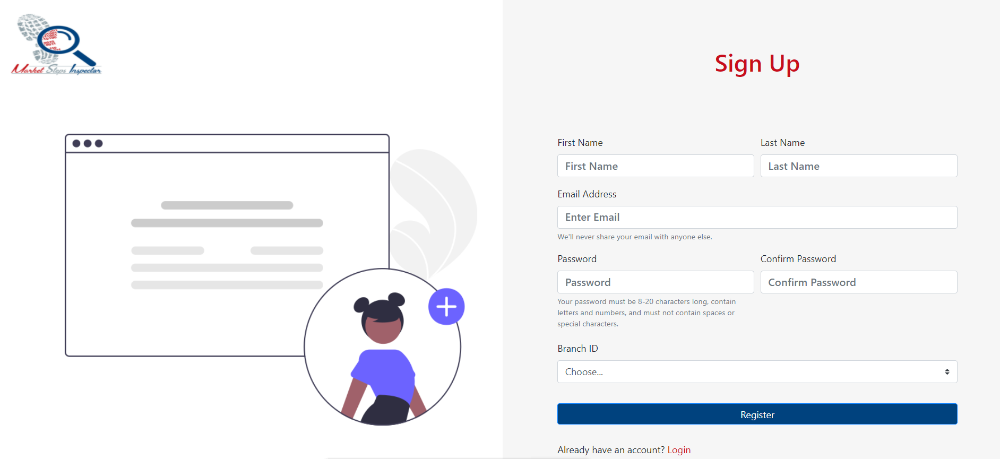 Market Steps Inspector
Sign Up
First Name
Last Name
First Name
Last Name
Email Address
Enter Email
We'll never share your email with anyone else.
Password
Confirm Password
Password
Confirm Password
Your password must be 8-20 characters long, contain
letters and numbers, and must not contain spaces or
special characters.
Branch ID
Choose...
Register
Already have an account? Login